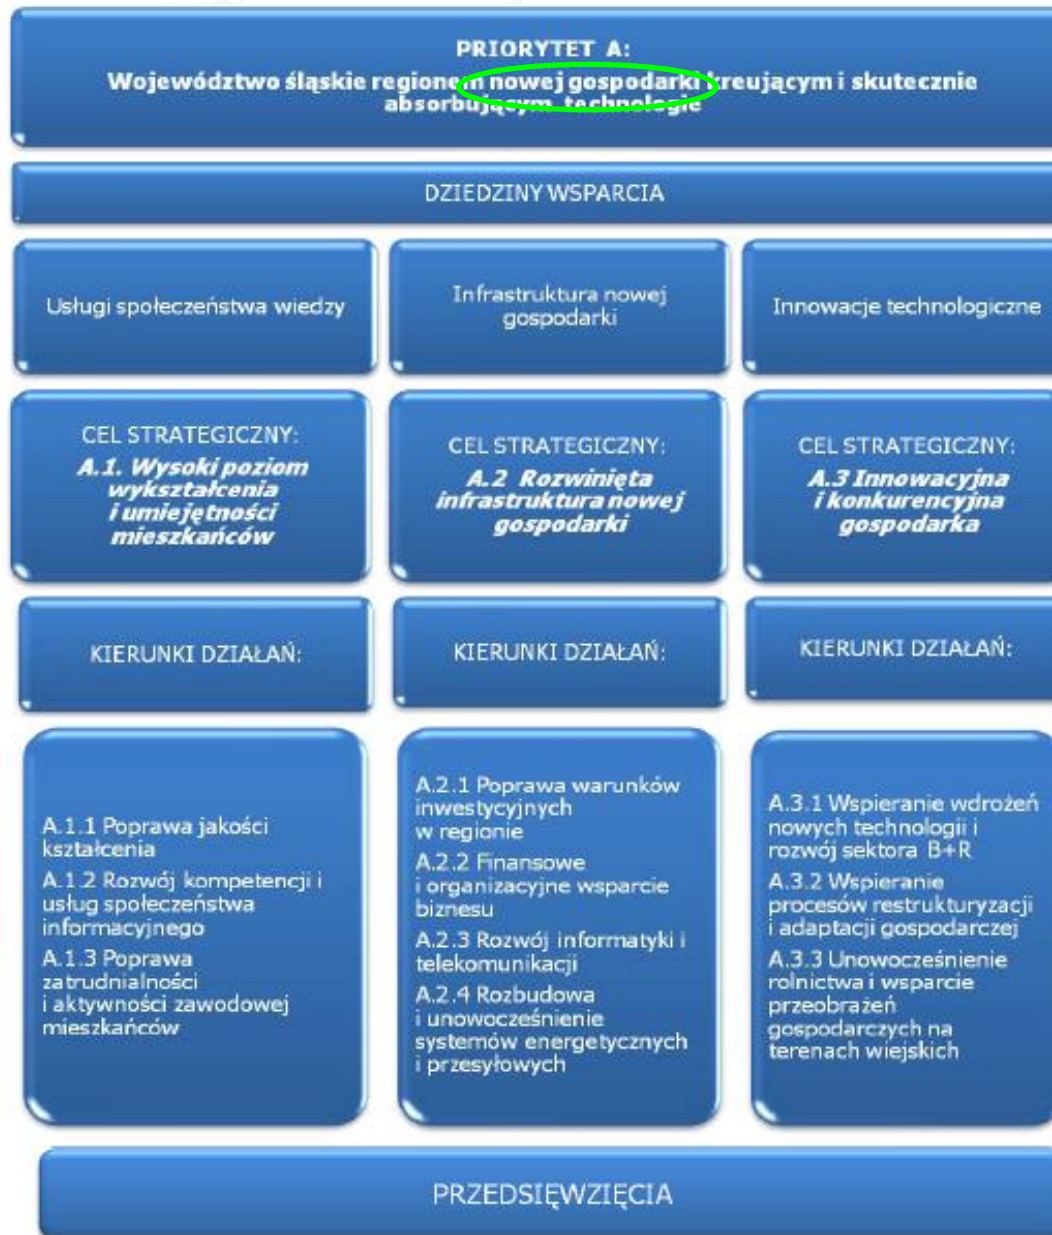 PRIORYTET A:
Województwo śląskie regionem nowej gospodarki kreującym i skutecznie
absorbującym technologie
DZIEDZINY WSPARCIA
Usługi społeczeństwa wiedzy
Infrastruktura nowej
gospodarki
Innowacje technologiczne
CEL STRATEGICZNY:
A.1. Wysoki poziom
wykształcenia
i umiejętności
mieszkańców
CEL STRATEGICZNY:
A.2 Rozwinięta
infrastruktura nowej
gospodarki
CEL STRATEGICZNY:
A.3 Innowacyjna
i konkurencyjna
gospodarka
KIERUNKI DZIAŁAŃ:
KIERUNKI DZIAŁAŃ:
KIERUNKI DZIAŁAŃ:
A.1.1 Poprawa jakości
kształcenia
A.1.2 Rozwój kompetencji i
usług społeczeństwa
informacyjnego
A.1.3 Poprawa
zatrudnialności
i aktywności zawodowej
mieszkańców
A.2.1 Poprawa warunków
inwestycyjnych
w regionie
A.2.2 Finansowe
i organizacyjne wsparcie
biznesu
A.2.3 Rozwój informatyki i
telekomunikacji
A.2.4 Rozbudowa
i unowocześnienie
systemów energetycznych
i przesyłowych
A.3.1 Wspieranie wdrożeń
nowych technologii i
rozwój sektora B+R
A.3.2 Wspieranie
procesów restrukturyzacji
i adaptacji gospodarczej
A.3.3 Unowocześnienie
rolnictwa i wsparcie
przeobrażeń
gospodarczych na
terenach wiejskich
PRZEDSIĘWZIĘCIA